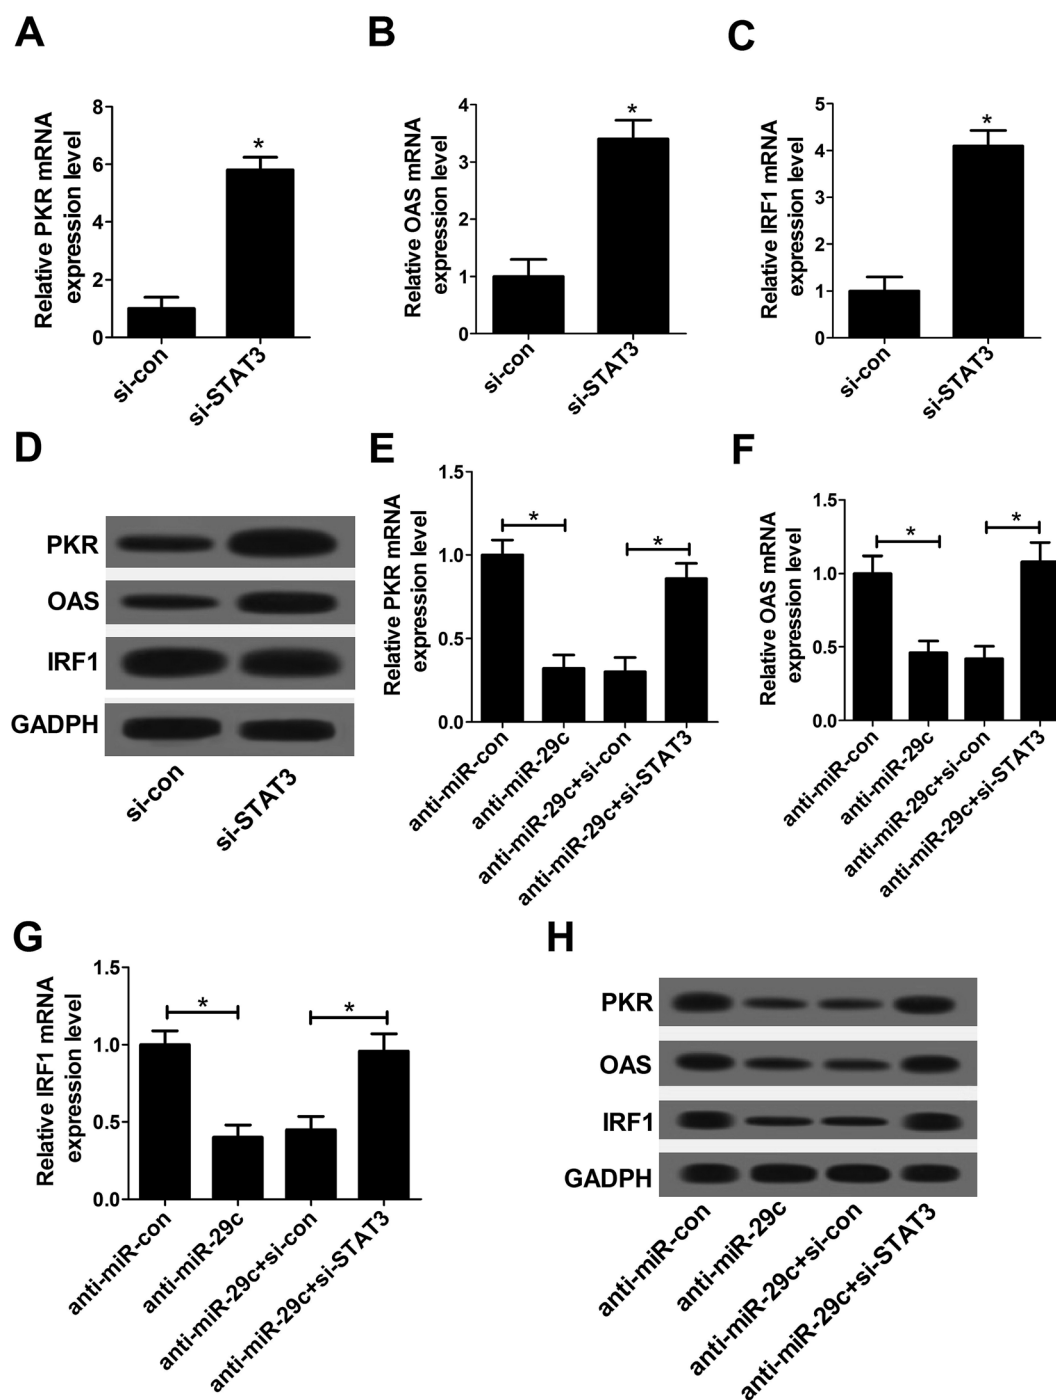 A
Relative PKR mRNA
expression level
8
6
4
2
0
*
si-con
si-STAT3
B
Relative OAS mRNA
expression level
4
3
2
1
0
*
si-con
si-STAT3
C
Relative IRF1 mRNA
expression level
5
4
3
2
1
0
*
si-con
si-STAT3
D
PKR
OAS
IRF1
GADPH
si-con
si-STAT3
E
Relative PKR mRNA
expression level
1.5
1.0
0.5
0.0
*
*
anti-miR-con
anti-miR-29c
anti-miR-29c+si-con
anti-miR-29c+si-STAT3
F
Relative OAS mRNA
expression level
1.5
1.0
0.5
0.0
*
*
anti-miR-con
anti-miR-29c
anti-miR-29c+si-con
anti-miR-29c+si-STAT3
G
Relative IRF1 mRNA
expression level
1.5
1.0
0.5
0.0
*
*
anti-miR-con
anti-miR-29c
anti-miR-29c+si-con
anti-miR-29c+si-STAT3
H
PKR
OAS
IRF1
GADPH
anti-miR-con
anti-miR-29c
anti-miR-29c+si-con
anti-miR-29c+si-STAT3